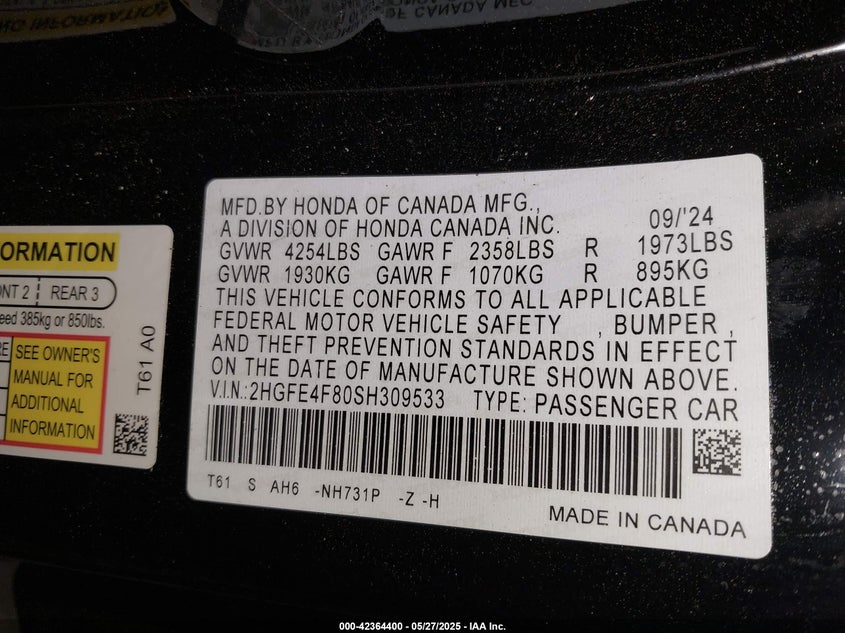 OF CANADA MFG
MFD.BY HONDA OF CANADA MFG.,
A DIVISION OF HONDA CANADA INC. 09/'24
GVWR 4254LBS GAWR F 2358LBS R 1973LBS
GVWR 1930KG GAWR F 1070KG R 895KG
THIS VEHICLE CONFORMS TO ALL APPLICABLE
FEDERAL MOTOR VEHICLE SAFETY , BUMPER ,
AND THEFT PREVENTION STANDARDS IN EFFECT
ON THE DATE OF MANUFACTURE SHOWN ABOVE.
V.I.N.:2HGFE4F80SH309533 TYPE: PASSENGER CAR
T61 S AH6 -NH731P -Z -H
MADE IN CANADA
ORMATION
ONT 2 REAR 3
eed 385kg or 850lbs.
SEE OWNER'S
MANUAL FOR
ADDITIONAL
INFORMATION
T61 A0
000-42364400 - 05/27/2025 - IAA Inc.